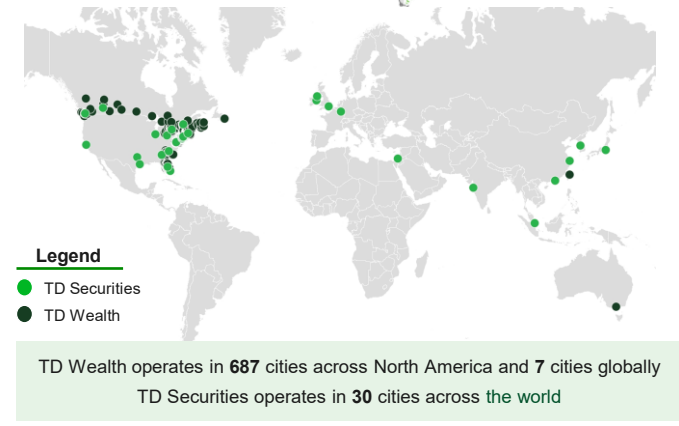 Legend
TD Securities
TD Wealth
TD Wealth operates in 687 cities across North America and 7 cities globally
TD Securities operates in 30 cities across the world